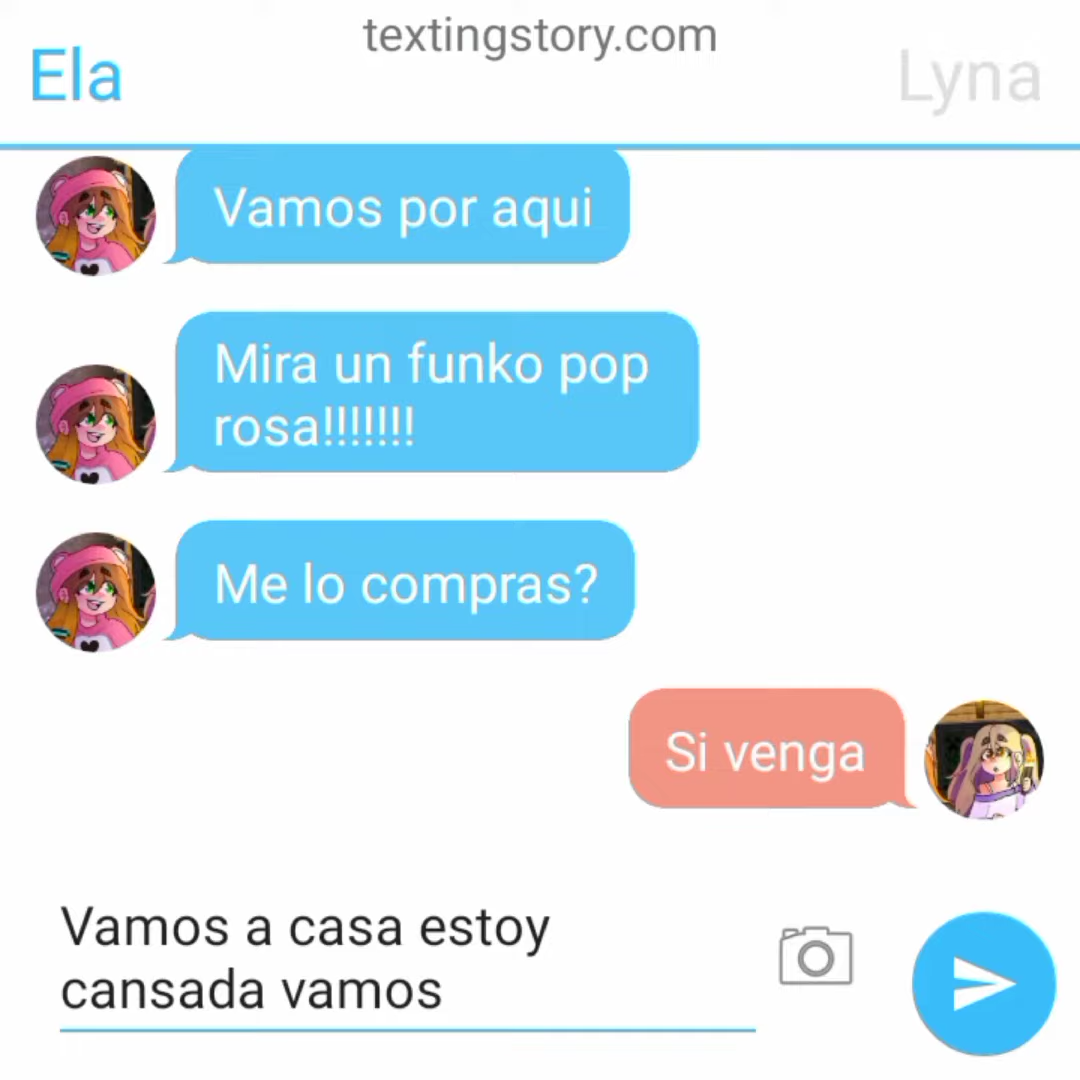 textingstory.com
Ela
Lyna
Vamos por aqui
Mira un funko pop
rosa!!!!!!!
Me lo compras?
Si venga
Vamos a casa estoy
cansada vamos